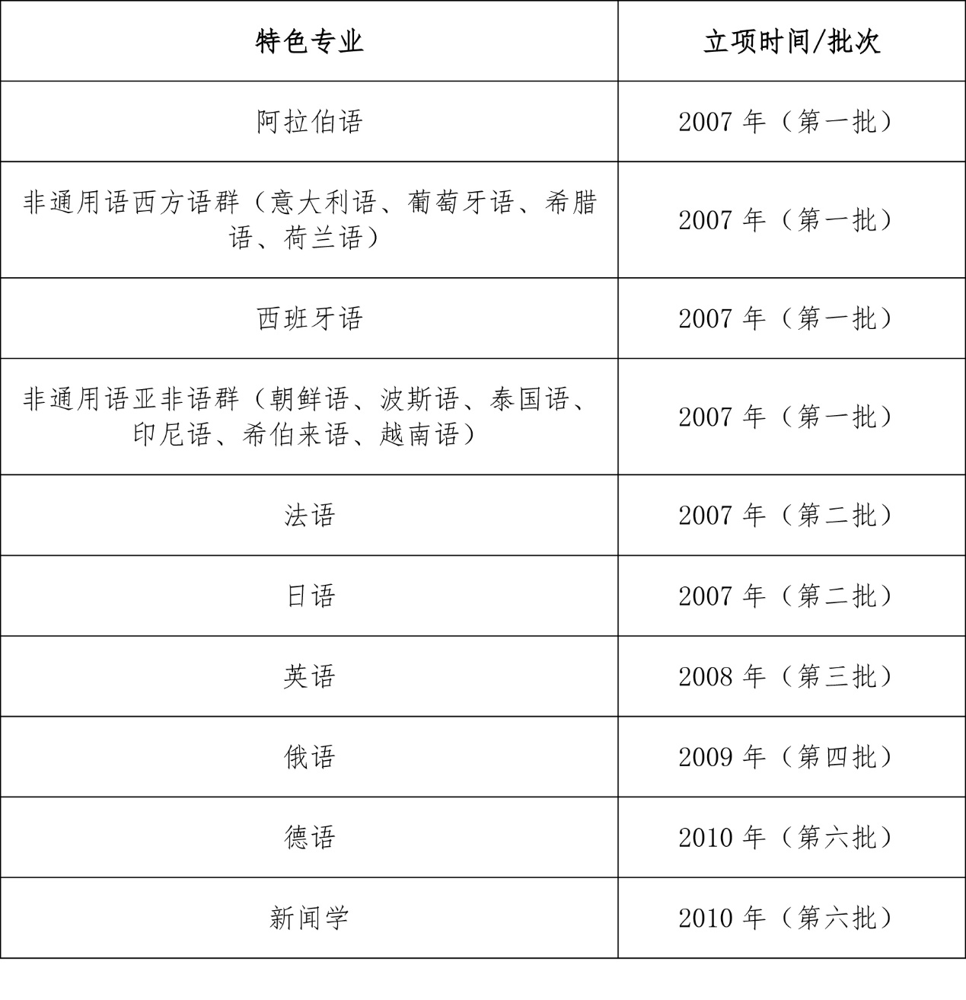 特色专业
立项时间/批次
阿拉伯语
2007 年（第一批）
非通用语西方语群（意大利语、葡萄牙语、希腊
语、荷兰语）
2007 年（第一批）
西班牙语
2007 年（第一批）
非通用语亚非语群（朝鲜语、波斯语、泰国语、
印尼语、希伯来语、越南语）
2007 年（第一批）
法语
2007 年（第二批）
日语
2007 年（第二批）
英语
2008 年（第三批）
俄语
2009 年（第四批）
德语
2010 年（第六批）
新闻学
2010 年（第六批）